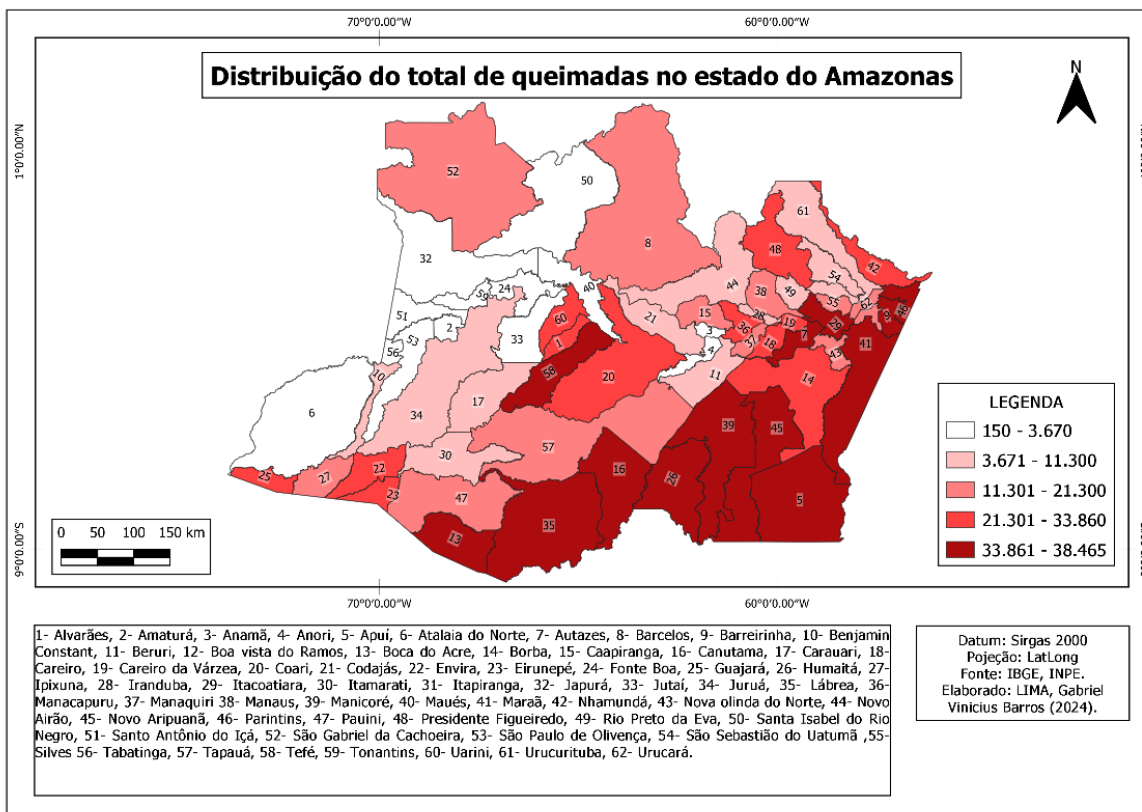 70°0'0.00"W 60°0'0.00"W
Distribuição do total de queimadas no estado do Amazonas
N
1°0'0.00"N
9°0'0.00"S
52
50
61
8
48
32
42
54
40
44
24
59
38
49
62
55
51
60
21
15
28
9
46
2
53
33
3
36
19
7
29
56
1
37
18
41
4
43
10
58
20
11
14
6
17
34
39
45
57
30
22
16
26
25
27
23
47
5
35
13
LEGENDA
150 - 3.670
3.671 - 11.300
11.301 - 21.300
21.301 - 33.860
33.861 - 38.465
0 50 100 150 km
70°0'0.00"W 60°0'0.00"W
1- Alvarães, 2- Amaturá, 3- Anamã, 4- Anori, 5- Apuí, 6- Atalaia do Norte, 7- Autazes, 8- Barcelos, 9- Barreirinha, 10- Benjamin
Constant, 11- Beruri, 12- Boa vista do Ramos, 13- Boca do Acre, 14- Borba, 15- Caapiranga, 16- Canutama, 17- Carauari, 18-
Careiro, 19- Careiro da Várzea, 20- Coari, 21- Codajás, 22- Envira, 23- Eirunepé, 24- Fonte Boa, 25- Guajará, 26- Humaitá, 27-
Ipixuna, 28- Iranduba, 29- Itacoatiara, 30- Itamarati, 31- Itapiranga, 32- Japurá, 33- Jutaí, 34- Juruá, 35- Lábrea, 36-
Manacapuru, 37- Manaquiri 38- Manaus, 39- Manicoré, 40- Maués, 41- Maraã, 42- Nhamundá, 43- Nova olinda do Norte, 44- Novo
Airão, 45- Novo Aripuanã, 46- Parintins, 47- Pauini, 48- Presidente Figueiredo, 49- Rio Preto da Eva, 50- Santa Isabel do Rio
Negro, 51- Santo Antônio do Içá, 52- São Gabriel da Cachoeira, 53- São Paulo de Olivença, 54- São Sebastião do Uatumã ,55-
Silves 56- Tabatinga, 57- Tapauá, 58- Tefé, 59- Tonantins, 60- Uarini, 61- Urucurituba, 62- Urucará.
Datum: Sirgas 2000
Pojeção: LatLong
Fonte: IBGE, INPE.
Elaborado: LIMA, Gabriel
Vinicius Barros (2024).